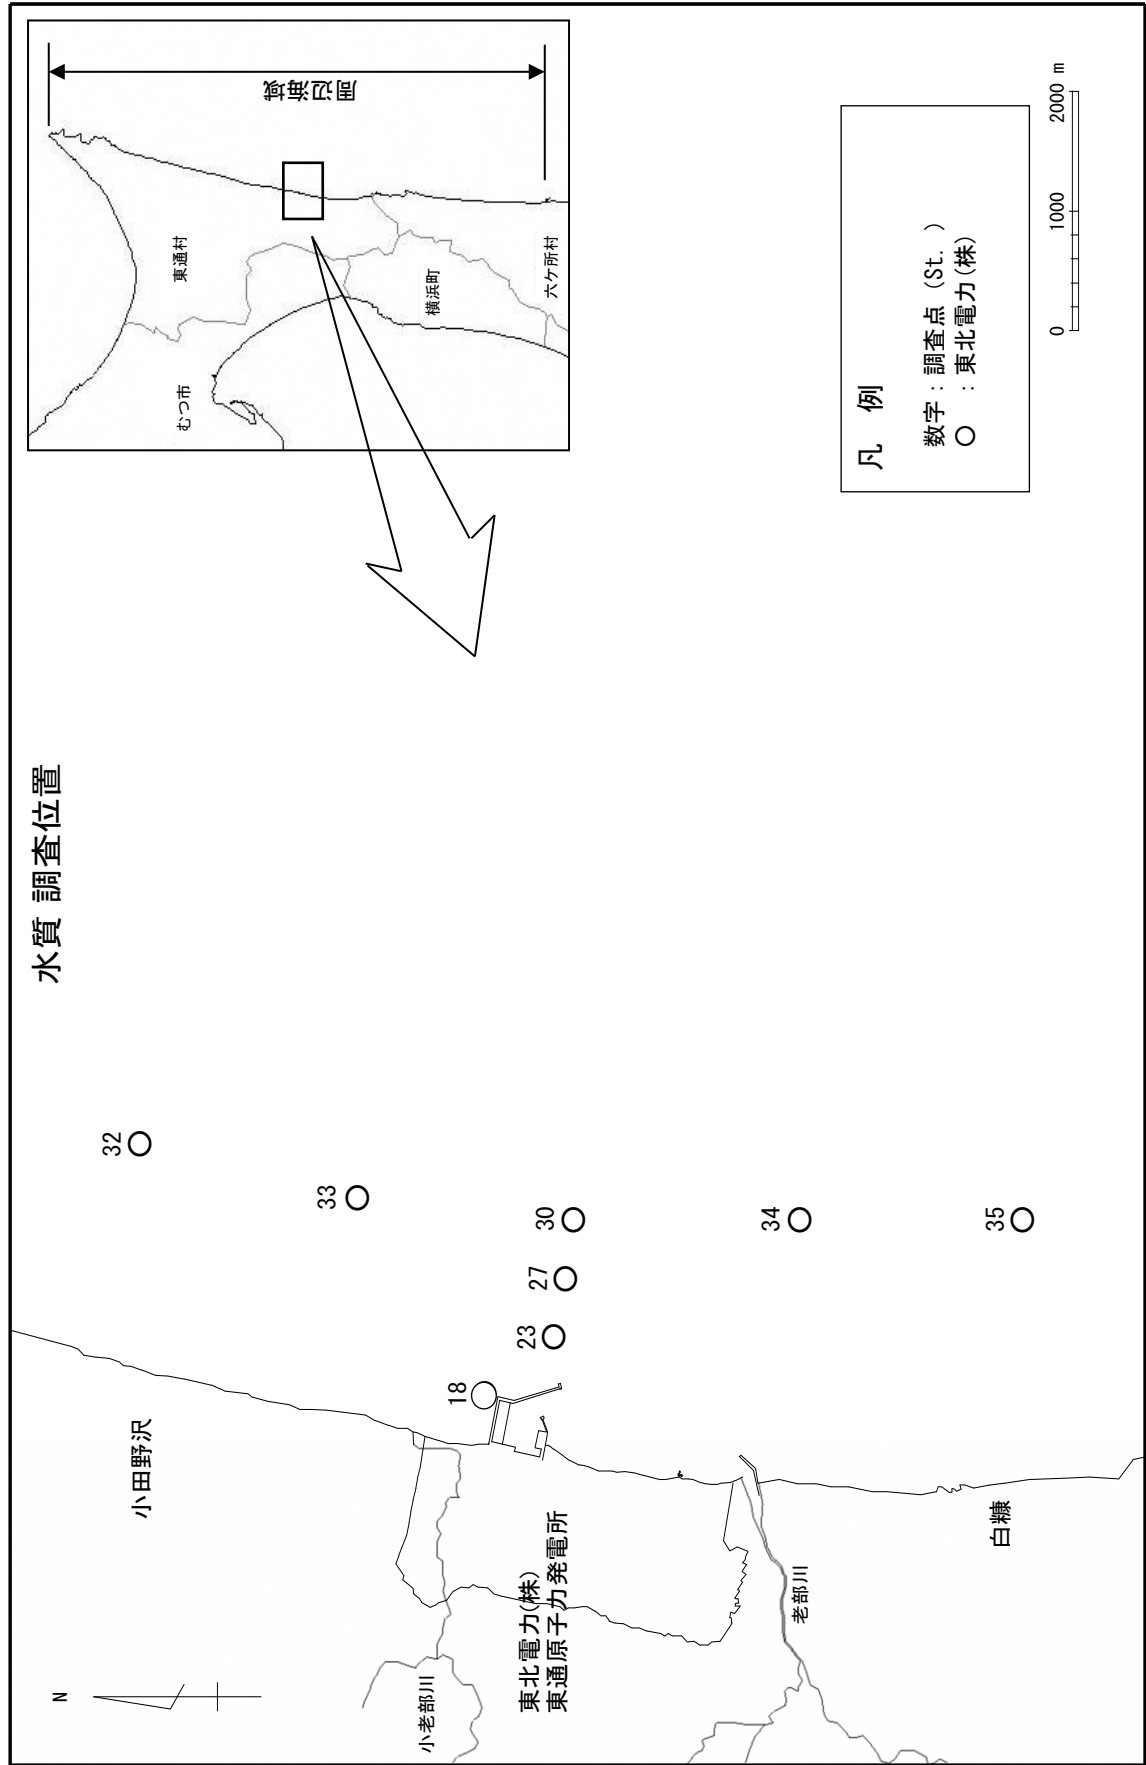 水質 調査位置
N
小田野沢
小老部川
東北電力(株)
東通原子力発電所
老部川
白糠
18
23
27
30
32
33
34
35
むつ市
東通村
横浜町
六ケ所村
周辺海域
凡 例
数字：調査点 (St. )
○ ：東北電力(株)
0 1000 2000 m